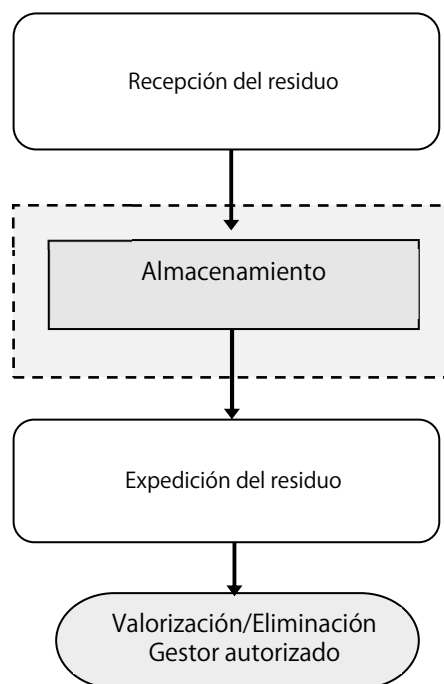 Recepción del residuo
Almacenamiento
Expedición del residuo
Valorización/Eliminación
Gestor autorizado